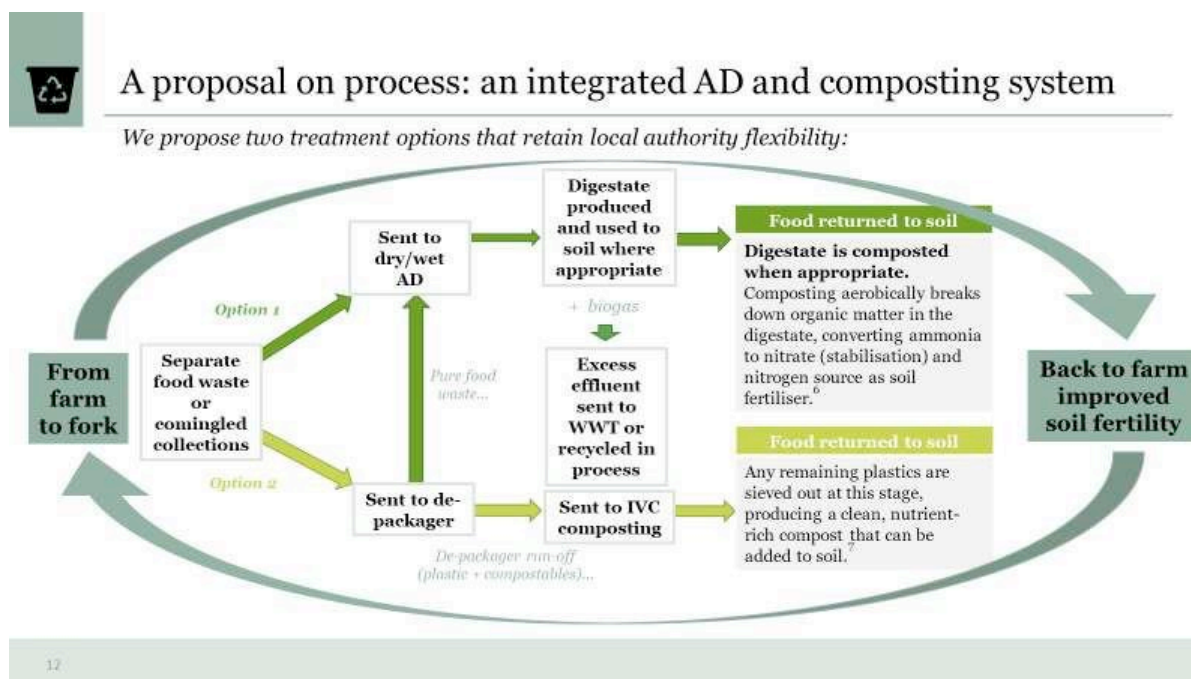 A proposal on process: an integrated AD and composting system
We propose two treatment options that retain local authority flexibility:
From
farm
to fork
Separate
food waste
or
comingled
collections
Option 1
Option 2
Sent to
dry/wet
AD
Pure food
waste...
Sent to de-
packager
De-packager run-off
(plastic + compostables)...
Digestate
produced
and used to
soil where
appropriate
+ biogas
Excess
effluent
sent to
WWT or
recycled in
process
Sent to IVC
composting
Food returned to soil
Digestate is composted
when appropriate.
Composting aerobically breaks
down organic matter in the
digestate, converting ammonia
to nitrate (stabilisation) and
nitrogen source as soil
fertiliser.6
Food returned to soil
Any remaining plastics are
sieved out at this stage,
producing a clean, nutrient-
rich compost that can be
added to soil.7
Back to farm
improved
soil fertility
12